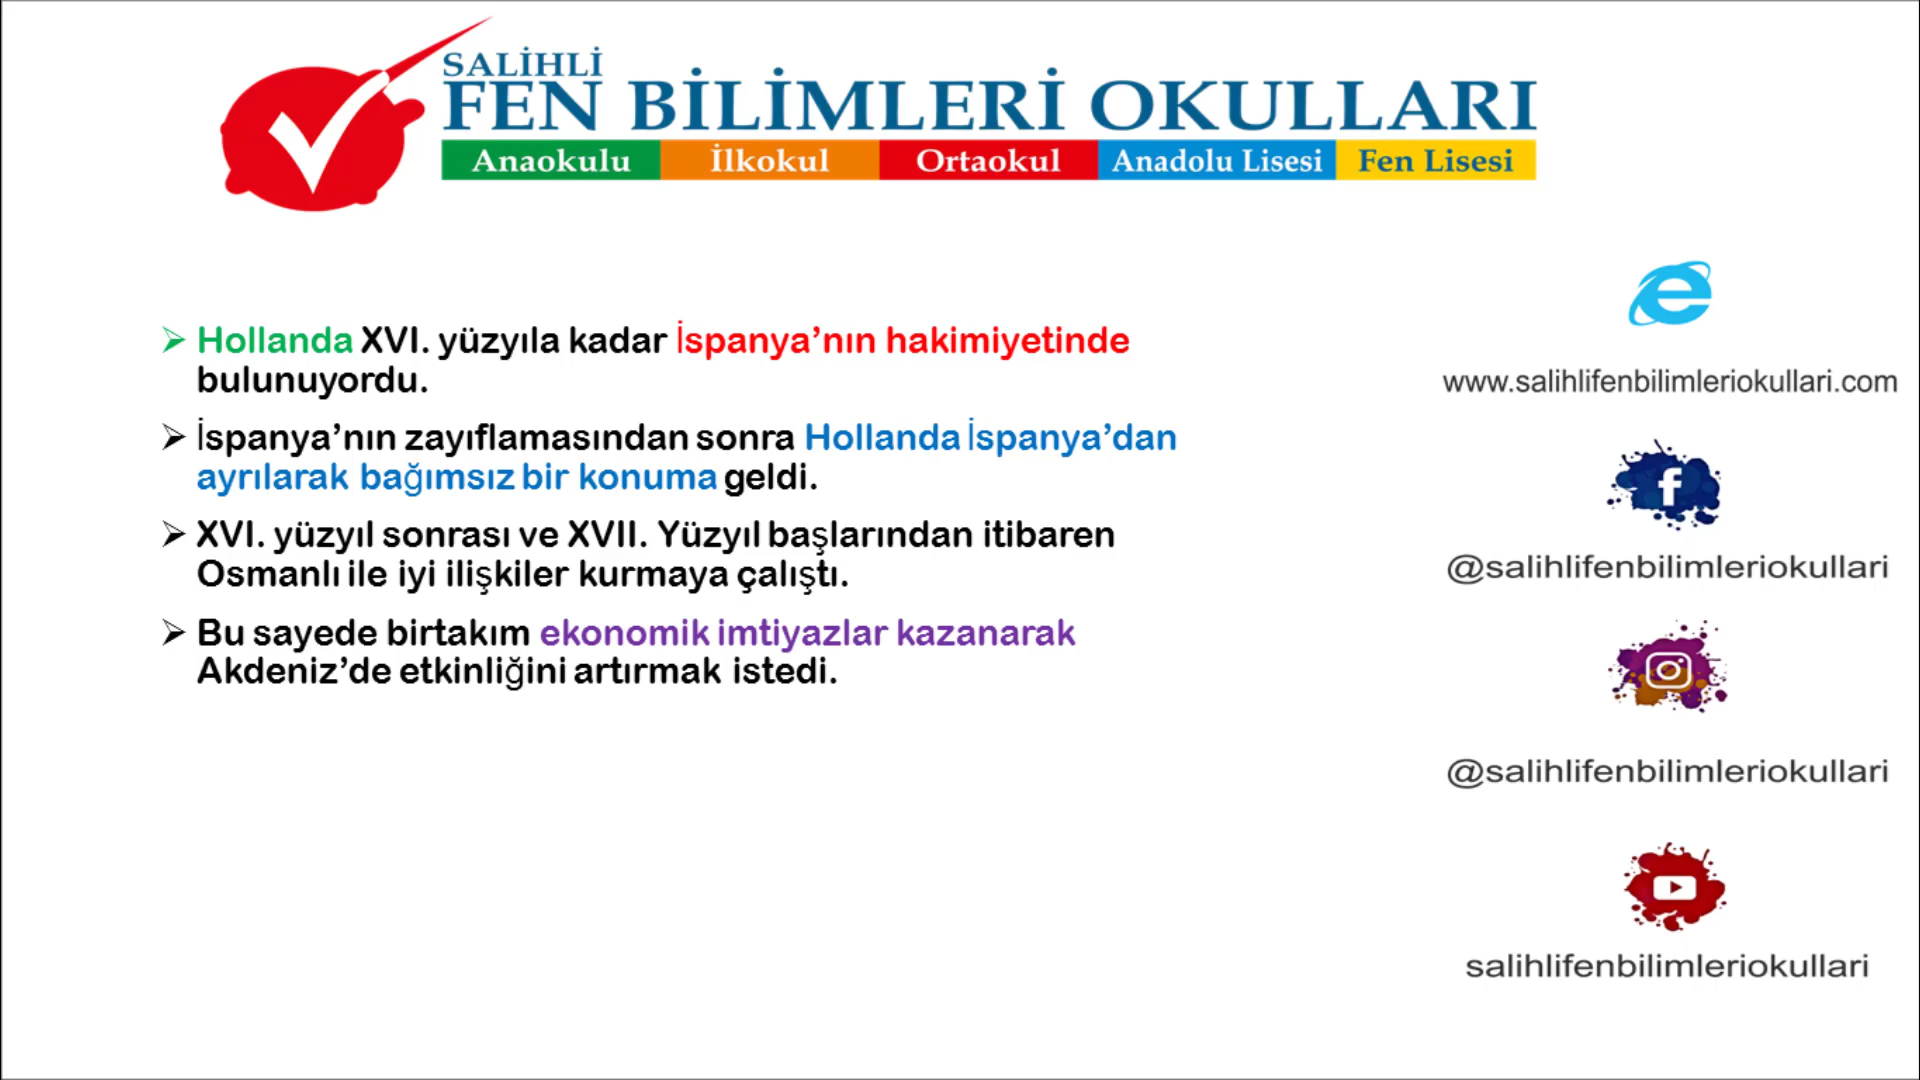 SALİHLİ
FEN BİLİMLERİ OKULLARI
Anaokulu İlkokul Ortaokul Anadolu Lisesi Fen Lisesi
➢ Hollanda XVI. yüzyıla kadar İspanya’nın hakimiyetinde
bulunuyordu.
➢ İspanya’nın zayıflamasından sonra Hollanda İspanya’dan
ayrılarak bağımsız bir konuma geldi.
➢ XVI. yüzyıl sonrası ve XVII. Yüzyıl başlarından itibaren
Osmanlı ile iyi ilişkiler kurmaya çalıştı.
➢ Bu sayede birtakım ekonomik imtiyazlar kazanarak
Akdeniz’de etkinliğini artırmak istedi.
www.salihlifenbilimleriokullari.com
@salihlifenbilimleriokullari
@salihlifenbilimleriokullari
salihlifenbilimleriokullari